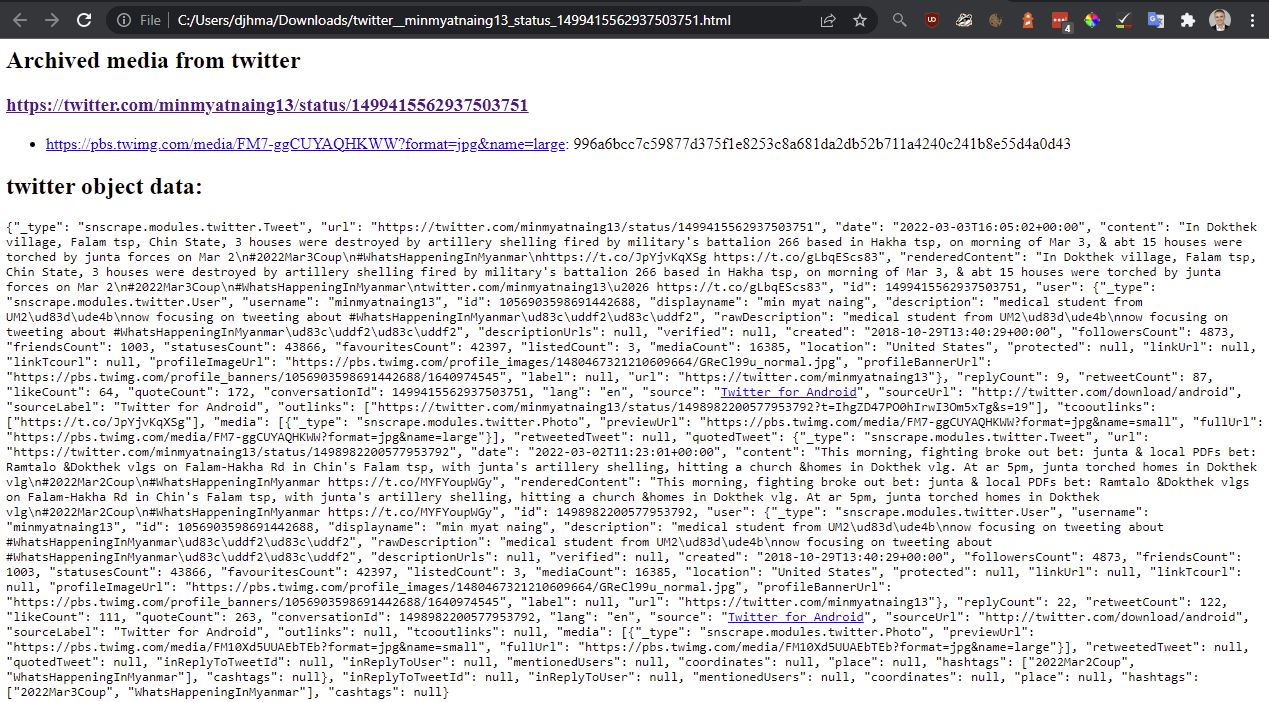 File C:/Users/djhma/Downloads/twitter__minmyatnaing13_status_1499415562937503751.html
4
Archived media from twitter
https://twitter.com/minmyatnaing13/status/1499415562937503751
• https://pbs.twimg.com/media/FM7-ggCUYAQHKWW?format=jpg&name=large: 996a6bcc7c59877d375f1e8253c8a681da2db52b711a4240c241b8e55d4a0d43
twitter object data:
{"_type": "snscrape.modules.twitter.Tweet", "url": "https://twitter.com/minmyatnaing13/status/1499415562937503751", "date": "2022-03-03T16:05:02+00:00", "content": "In Dokthek
village, Falam tsp, Chin State, 3 houses were destroyed by artillery shelling fired by military's battalion 266 based in Hakha tsp, on morning of Mar 3, & abt 15 houses were
torched by junta forces on Mar 2\n#2022Mar3Coup\n#WhatsHappeningInMyanmar\nhttps://t.co/JpYjvKqXSg https://t.co/gLbqEScs83", "renderedContent": "In Dokthek village, Falam tsp,
Chin State, 3 houses were destroyed by artillery shelling fired by military's battalion 266 based in Hakha tsp, on morning of Mar 3, & abt 15 houses were torched by junta
forces on Mar 2\n#2022Mar3Coup\n#WhatsHappeningInMyanmar\ntwitter.com/minmyatnaing13\u2026 https://t.co/gLbqEScs83", "id": 1499415562937503751, "user": {"_type":
"snscrape.modules.twitter.User", "username": "minmyatnaing13", "id": 1056903598691442688, "displayname": "min myat naing", "description": "medical student from
UM2\ud83d\ude4b\nnow focusing on tweeting about #WhatsHappeningInMyanmar\ud83c\uddf2\ud83c\uddf2", "rawDescription": "medical student from UM2\ud83d\ude4b\nnow focusing on
tweeting about #WhatsHappeningInMyanmar\ud83c\uddf2\ud83c\uddf2", "descriptionUrls": null, "verified": null, "created": "2018-10-29T13:40:29+00:00", "followersCount": 4873,
"friendsCount": 1003, "statusesCount": 43866, "favouritesCount": 42397, "listedCount": 3, "mediaCount": 16385, "location": "United States", "protected": null, "linkUrl": null,
"linkTcourl": null, "profileImageUrl": "https://pbs.twimg.com/profile_images/1480467321210609664/GReCl99u_normal.jpg", "profileBannerUrl":
"https://pbs.twimg.com/profile_banners/1056903598691442688/1640974545", "label": null, "url": "https://twitter.com/minmyatnaing13"}, "replyCount": 9, "retweetCount": 87,
"likeCount": 64, "quoteCount": 172, "conversationId": 1499415562937503751, "lang": "en", "source": "Twitter for Android", "sourceUrl": "http://twitter.com/download/android",
"sourceLabel": "Twitter for Android", "outlinks": ["https://twitter.com/minmyatnaing13/status/1498982200577953792?t=IhgZD47PO0hIrwI3Om5xTg&s=19"], "tcooutlinks":
["https://t.co/JpYjvKqXSg"], "media": [{"_type": "snscrape.modules.twitter.Photo", "previewUrl": "https://pbs.twimg.com/media/FM7-ggCUYAQHKWW?format=jpg&name=small", "fullUrl":
"https://pbs.twimg.com/media/FM7-ggCUYAQHKWW?format=jpg&name=large"}], "retweetedTweet": null, "quotedTweet": {"_type": "snscrape.modules.twitter.Tweet", "url":
"https://twitter.com/minmyatnaing13/status/1498982200577953792", "date": "2022-03-02T11:23:01+00:00", "content": "This morning, fighting broke out bet: junta & local PDFs bet:
Ramtalo &Dokthek vlgs on Falam-Hakha Rd in Chin's Falam tsp, with junta's artillery shelling, hitting a church &homes in Dokthek vlg. At ar 5pm, junta torched homes in Dokthek
vlg\n#2022Mar2Coup\n#WhatsHappeningInMyanmar https://t.co/MYFYoupWGy", "renderedContent": "This morning, fighting broke out bet: junta & local PDFs bet: Ramtalo &Dokthek vlgs
on Falam-Hakha Rd in Chin's Falam tsp, with junta's artillery shelling, hitting a church &homes in Dokthek vlg. At ar 5pm, junta torched homes in Dokthek
vlg\n#2022Mar2Coup\n#WhatsHappeningInMyanmar https://t.co/MYFYoupWGy", "id": 1498982200577953792, "user": {"_type": "snscrape.modules.twitter.User", "username":
"minmyatnaing13", "id": 1056903598691442688, "displayname": "min myat naing", "description": "medical student from UM2\ud83d\ude4b\nnow focusing on tweeting about
#WhatsHappeningInMyanmar\ud83c\uddf2\ud83c\uddf2", "rawDescription": "medical student from UM2\ud83d\ude4b\nnow focusing on tweeting about
#WhatsHappeningInMyanmar\ud83c\uddf2\ud83c\uddf2", "descriptionUrls": null, "verified": null, "created": "2018-10-29T13:40:29+00:00", "followersCount": 4873, "friendsCount":
1003, "statusesCount": 43866, "favouritesCount": 42397, "listedCount": 3, "mediaCount": 16385, "location": "United States", "protected": null, "linkUrl": null, "linkTcourl":
null, "profileImageUrl": "https://pbs.twimg.com/profile_images/1480467321210609664/GReCl99u_normal.jpg", "profileBannerUrl":
"https://pbs.twimg.com/profile_banners/1056903598691442688/1640974545", "label": null, "url": "https://twitter.com/minmyatnaing13"}, "replyCount": 22, "retweetCount": 122,
"likeCount": 111, "quoteCount": 263, "conversationId": 1498982200577953792, "lang": "en", "source": "Twitter for Android", "sourceUrl": "http://twitter.com/download/android",
"sourceLabel": "Twitter for Android", "outlinks": null, "tcooutlinks": null, "media": [{"_type": "snscrape.modules.twitter.Photo", "previewUrl":
"https://pbs.twimg.com/media/FM10Xd5UUAEbTEb?format=jpg&name=small", "fullUrl": "https://pbs.twimg.com/media/FM10Xd5UUAEbTEb?format=jpg&name=large"}], "retweetedTweet": null,
"quotedTweet": null, "inReplyToTweetId": null, "inReplyToUser": null, "mentionedUsers": null, "coordinates": null, "place": null, "hashtags": ["2022Mar2Coup",
"WhatsHappeningInMyanmar"], "cashtags": null}, "inReplyToTweetId": null, "inReplyToUser": null, "mentionedUsers": null, "coordinates": null, "place": null, "hashtags":
["2022Mar3Coup", "WhatsHappeningInMyanmar"], "cashtags": null}